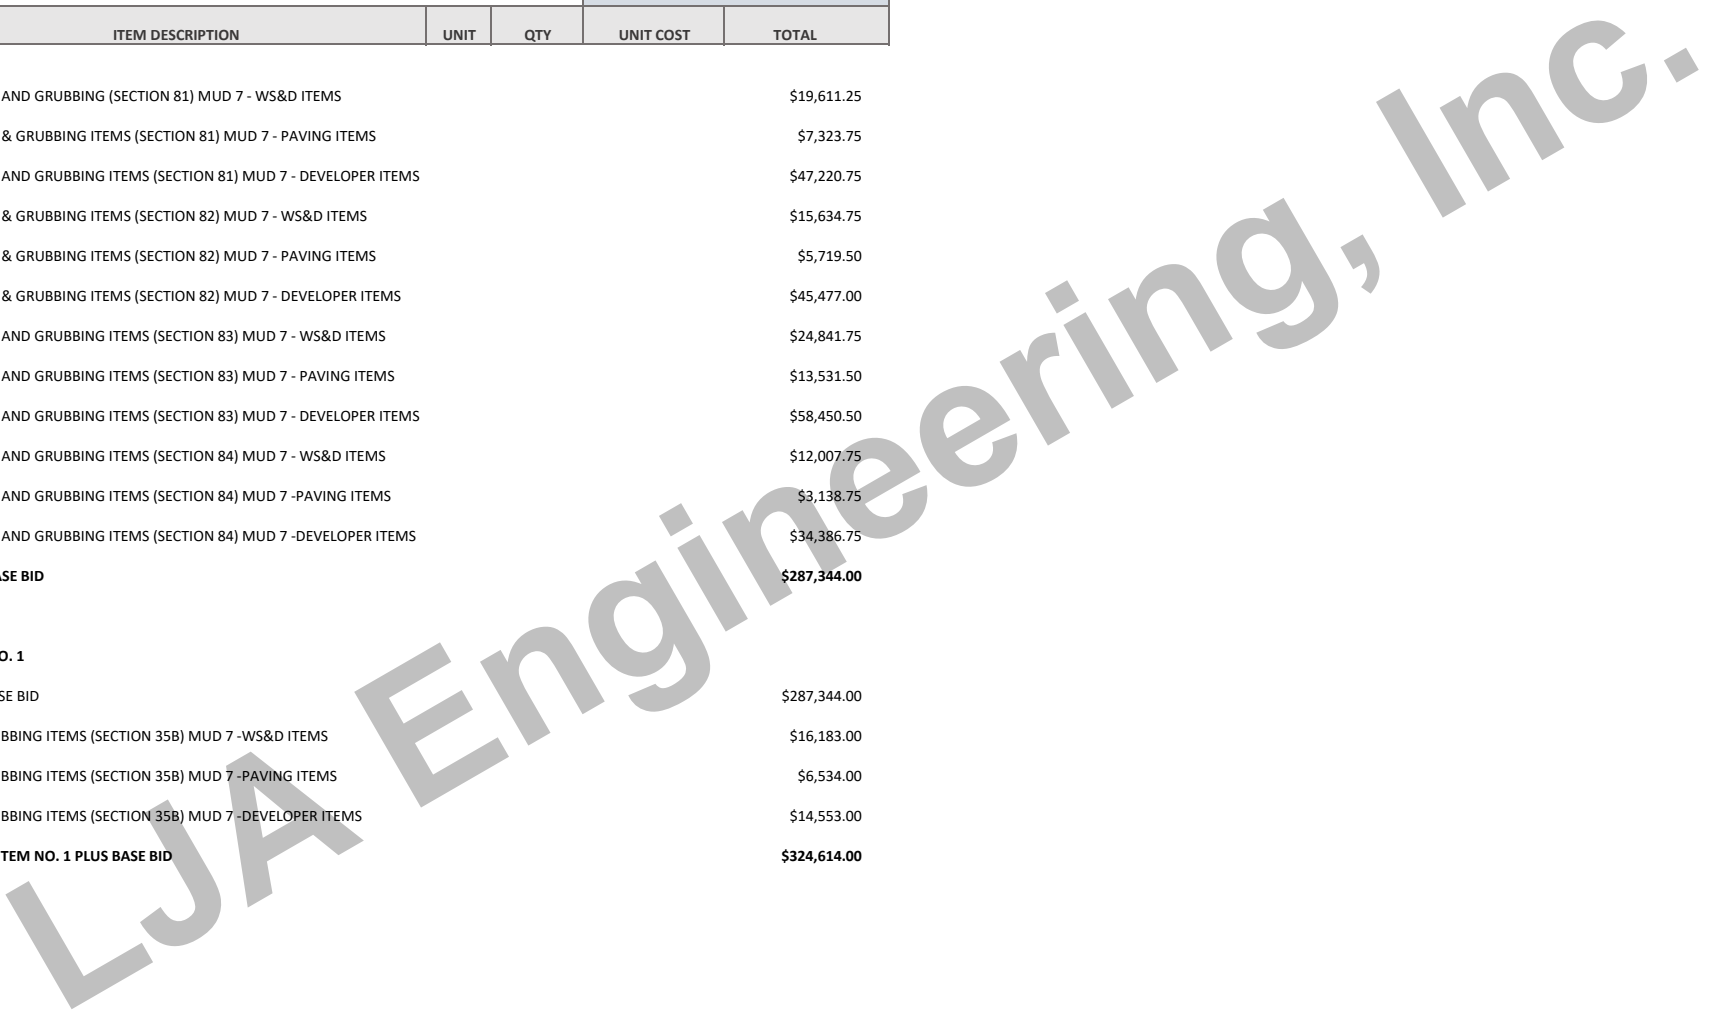 ITEM DESCRIPTION UNIT QTY UNIT COST TOTAL
AND GRUBBING (SECTION 81) MUD 7 - WS&D ITEMS $19,611.25
& GRUBBING ITEMS (SECTION 81) MUD 7 - PAVING ITEMS $7,323.75
AND GRUBBING ITEMS (SECTION 81) MUD 7 - DEVELOPER ITEMS $47,220.75
& GRUBBING ITEMS (SECTION 82) MUD 7 - WS&D ITEMS $15,634.75
& GRUBBING ITEMS (SECTION 82) MUD 7 - PAVING ITEMS $5,719.50
& GRUBBING ITEMS (SECTION 82) MUD 7 - DEVELOPER ITEMS $45,477.00
AND GRUBBING ITEMS (SECTION 83) MUD 7 - WS&D ITEMS $24,841.75
AND GRUBBING ITEMS (SECTION 83) MUD 7 - PAVING ITEMS $13,531.50
AND GRUBBING ITEMS (SECTION 83) MUD 7 - DEVELOPER ITEMS $58,450.50
AND GRUBBING ITEMS (SECTION 84) MUD 7 - WS&D ITEMS $12,007.75
AND GRUBBING ITEMS (SECTION 84) MUD 7 -PAVING ITEMS $3,138.75
AND GRUBBING ITEMS (SECTION 84) MUD 7 -DEVELOPER ITEMS $34,386.75
ASE BID $287,344.00
O. 1
SE BID $287,344.00
BBING ITEMS (SECTION 35B) MUD 7 -WS&D ITEMS $16,183.00
BBING ITEMS (SECTION 35B) MUD 7 -PAVING ITEMS $6,534.00
BBING ITEMS (SECTION 35B) MUD 7 -DEVELOPER ITEMS $14,553.00
TEM NO. 1 PLUS BASE BID $324,614.00
LJA Engineering, Inc.